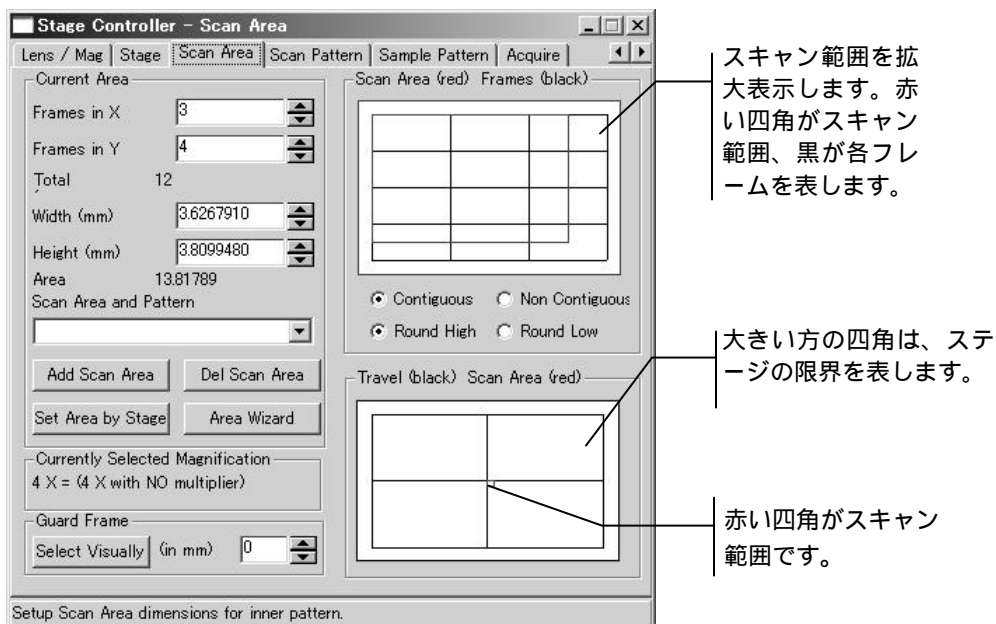 Stage Controller - Scan Area
Lens / Mag Stage Scan Area Scan Pattern Sample Pattern Acquire
Current Area
Frames in X 3
Frames in Y 4
Total 12
Width (mm) 3.6267910
Height (mm) 3.8099480
Area 13.81789
Scan Area and Pattern
Add Scan Area Del Scan Area
Set Area by Stage Area Wizard
Currently Selected Magnification
4 X = (4 X with NO multiplier)
Guard Frame
Select Visually (in mm) 0
Scan Area (red) Frames (black)
Contiguous Non Contiguous
Round High Round Low
Travel (black) Scan Area (red)
Setup Scan Area dimensions for inner pattern.
スキャン範囲を拡
大表示します。赤
い四角がスキャン
範囲、黒が各フレ
ームを表します。
大きい方の四角は、ステ
ージの限界を表します。
赤い四角がスキャン
範囲です。